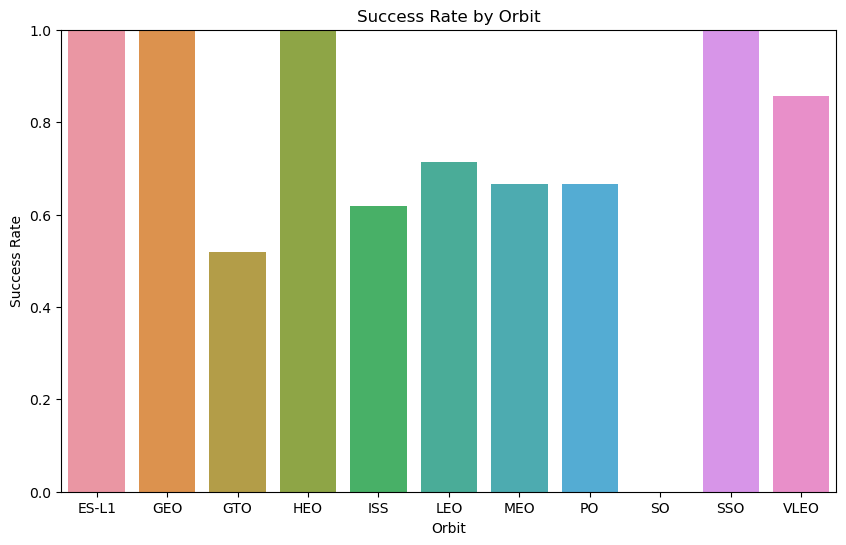 Success Rate by Orbit
1.0
0.8
0.6
0.4
0.2
0.0
Success Rate
ES-L1 GEO GTO HEO ISS LEO MEO PO SO SSO VLEO
Orbit